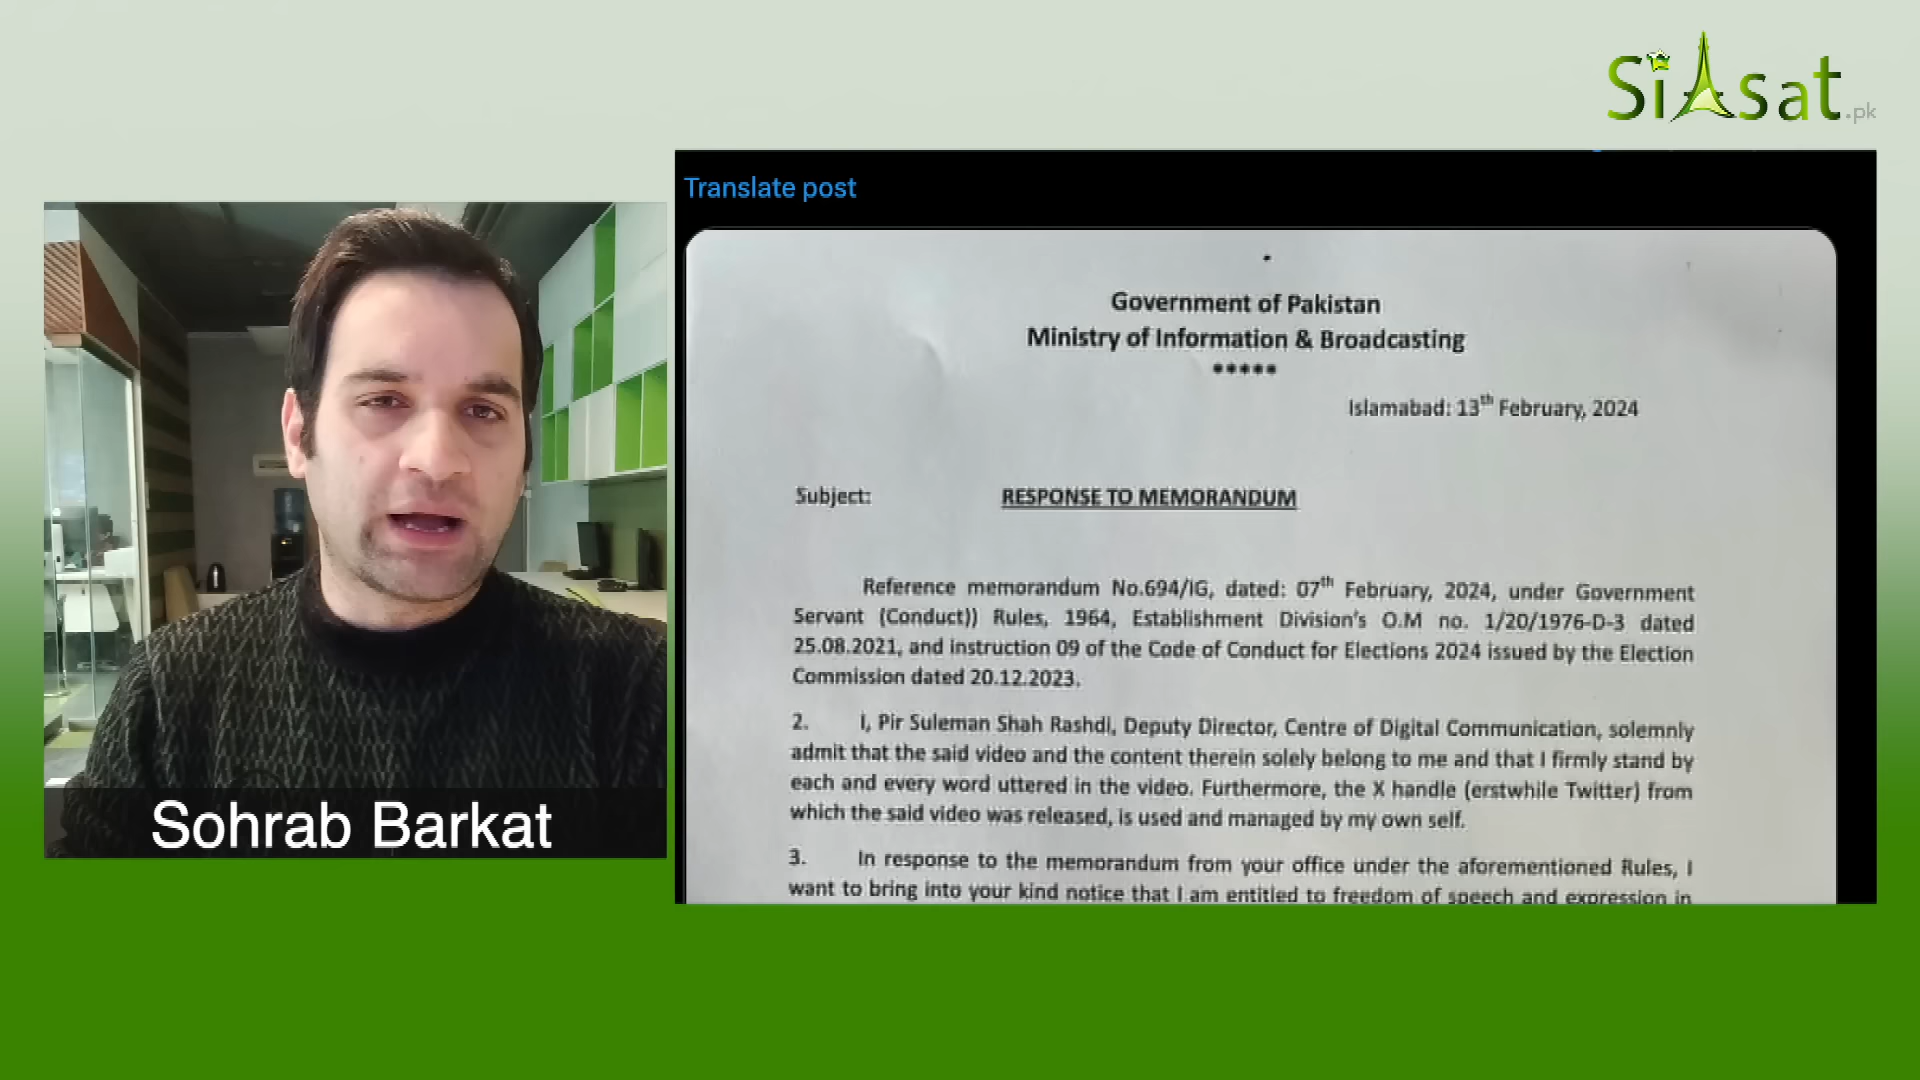 SiAsat.pk
Translate post
Government of Pakistan
Ministry of Information & Broadcasting
*****
Islamabad: 13th February, 2024
Subject: RESPONSE TO MEMORANDUM
Reference memorandum No.694/IG, dated: 07th February, 2024, under Government
Servant (Conduct)) Rules, 1964, Establishment Division's O.M no. 1/20/1976-D-3 dated
25.08.2021, and instruction 09 of the Code of Conduct for Elections 2024 issued by the Election
Commission dated 20.12.2023.
2. I, Pir Suleman Shah Rashdi, Deputy Director, Centre of Digital Communication, solemnly
admit that the said video and the content therein solely belong to me and that I firmly stand by
each and every word uttered in the video. Furthermore, the X handle (erstwhile Twitter) from
which the said video was released, is used and managed by my own self.
3. In response to the memorandum from your office under the aforementioned Rules, I
want to bring into your kind notice that I am entitled to freedom of speech and expression in
Sohrab Barkat